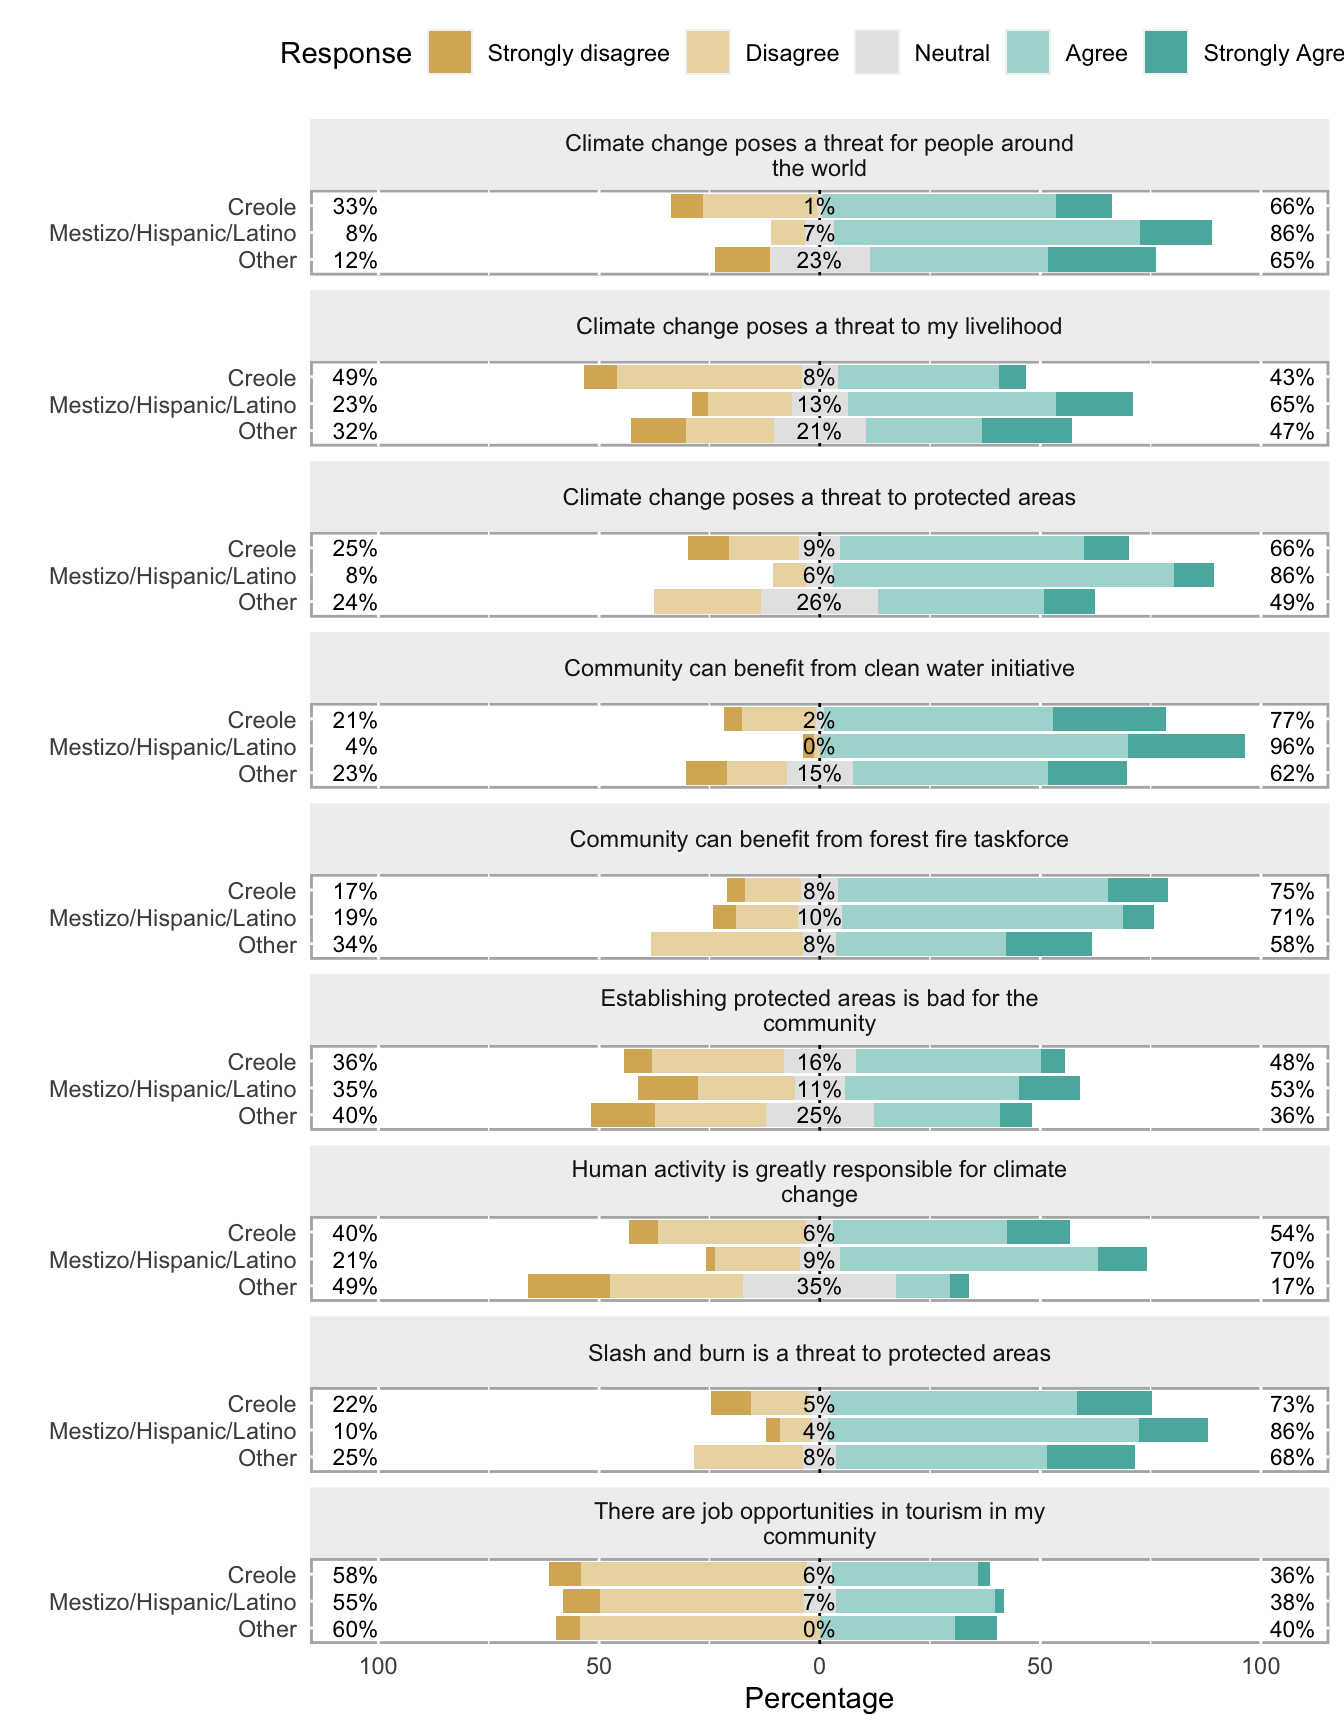 Response Strongly disagree Disagree Neutral Agree Strongly Agre
Climate change poses a threat for people around
the world
Creole 33% 1% 66%
Mestizo/Hispanic/Latino 8% 7% 86%
Other 12% 23% 65%
Climate change poses a threat to my livelihood
Creole 49% 8% 43%
Mestizo/Hispanic/Latino 23% 13% 65%
Other 32% 21% 47%
Climate change poses a threat to protected areas
Creole 25% 9% 66%
Mestizo/Hispanic/Latino 8% 6% 86%
Other 24% 26% 49%
Community can benefit from clean water initiative
Creole 21% 2% 77%
Mestizo/Hispanic/Latino 4% 0% 96%
Other 23% 15% 62%
Community can benefit from forest fire taskforce
Creole 17% 8% 75%
Mestizo/Hispanic/Latino 19% 10% 71%
Other 34% 8% 58%
Establishing protected areas is bad for the
community
Creole 36% 16% 48%
Mestizo/Hispanic/Latino 35% 11% 53%
Other 40% 25% 36%
Human activity is greatly responsible for climate
change
Creole 40% 6% 54%
Mestizo/Hispanic/Latino 21% 9% 70%
Other 49% 35% 17%
Slash and burn is a threat to protected areas
Creole 22% 5% 73%
Mestizo/Hispanic/Latino 10% 4% 86%
Other 25% 8% 68%
There are job opportunities in tourism in my
community
Creole 58% 6% 36%
Mestizo/Hispanic/Latino 55% 7% 38%
Other 60% 0% 40%
100 50 0 50 100
Percentage